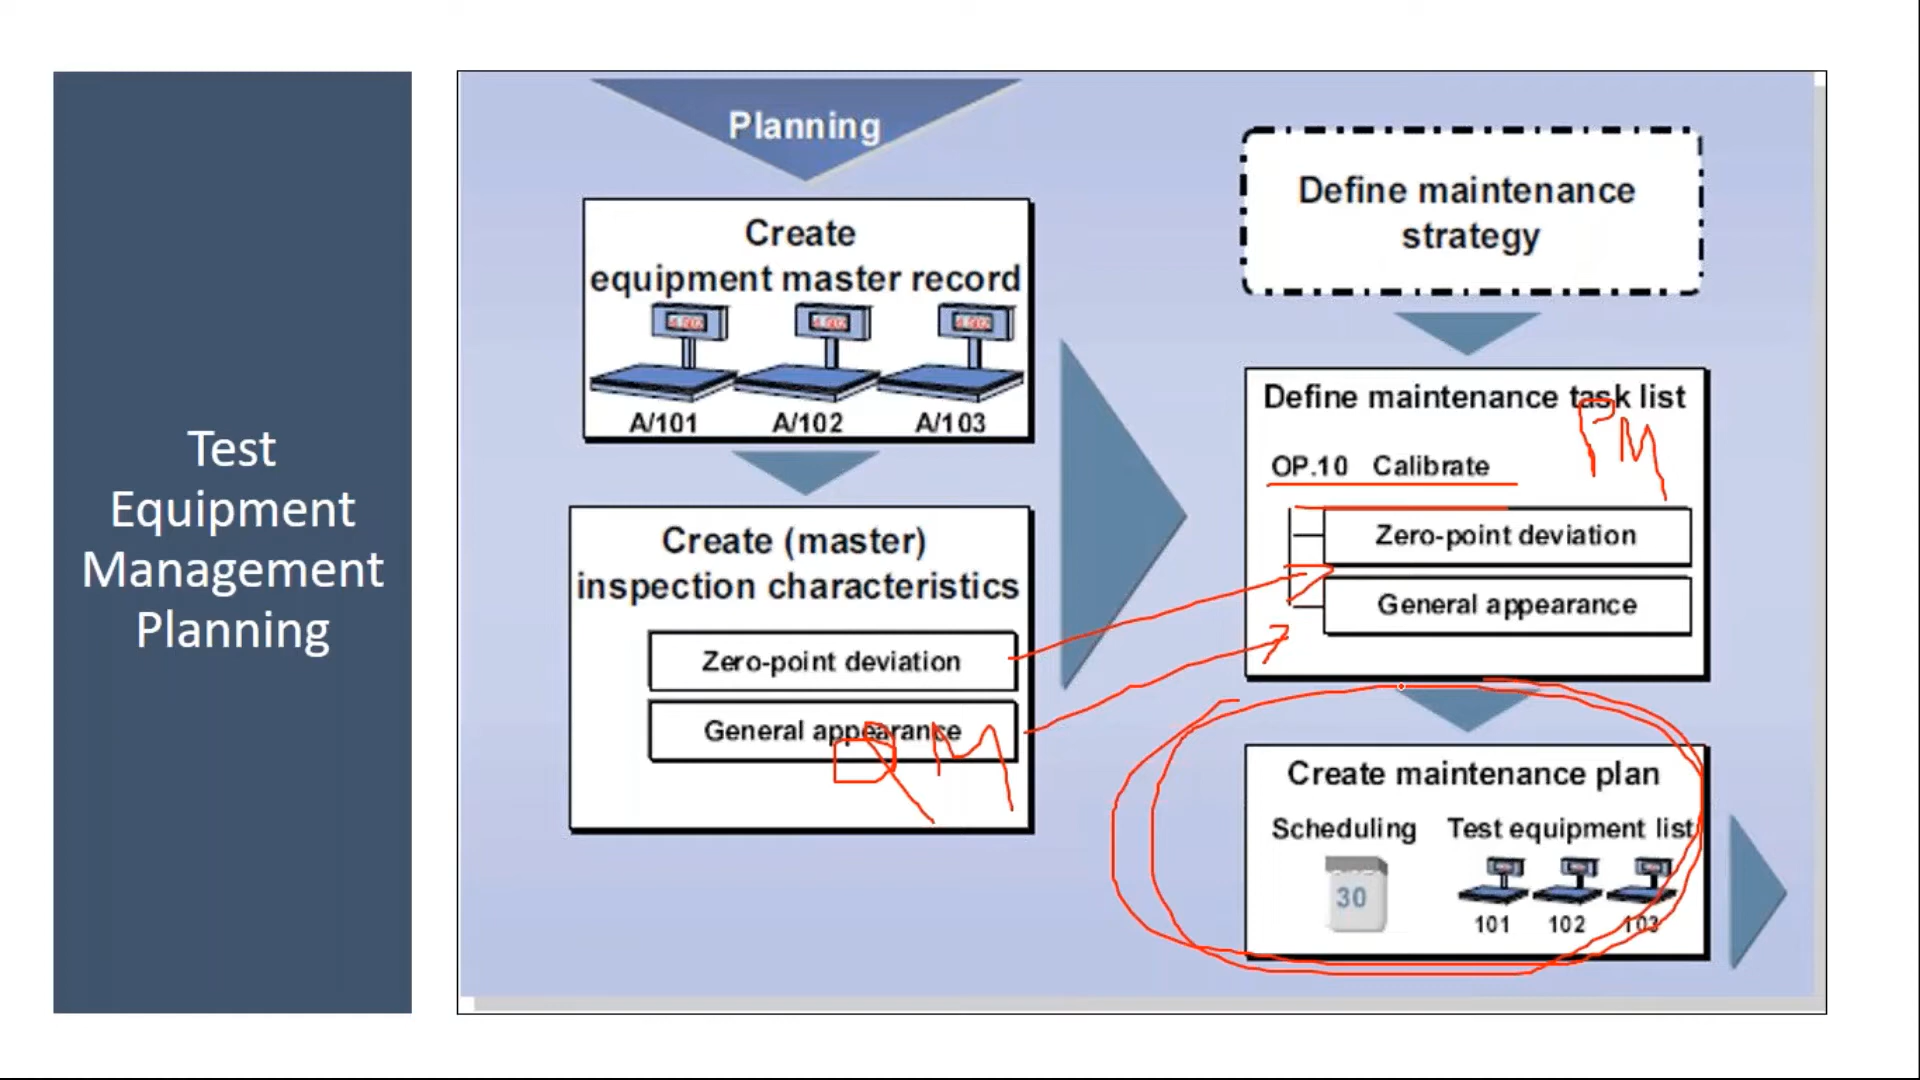 Test
Equipment
Management
Planning
Planning
Create
equipment master record
A/101 A/102 A/103
Create (master)
inspection characteristics
Zero-point deviation
General appearance
QM
Define maintenance
strategy
Define maintenance task list
PM
OP.10 Calibrate
Zero-point deviation
General appearance
Create maintenance plan
Scheduling Test equipment list
30
101 102 103